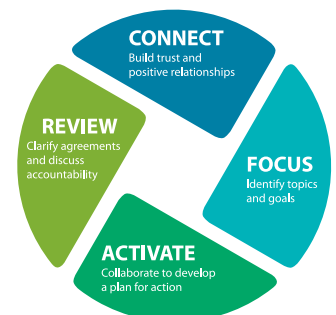 CONNECT
Build trust and
positive relationships
FOCUS
Identify topics
and goals
ACTIVATE
Collaborate to develop
a plan for action
REVIEW
Clarify agreements
and discuss
accountability